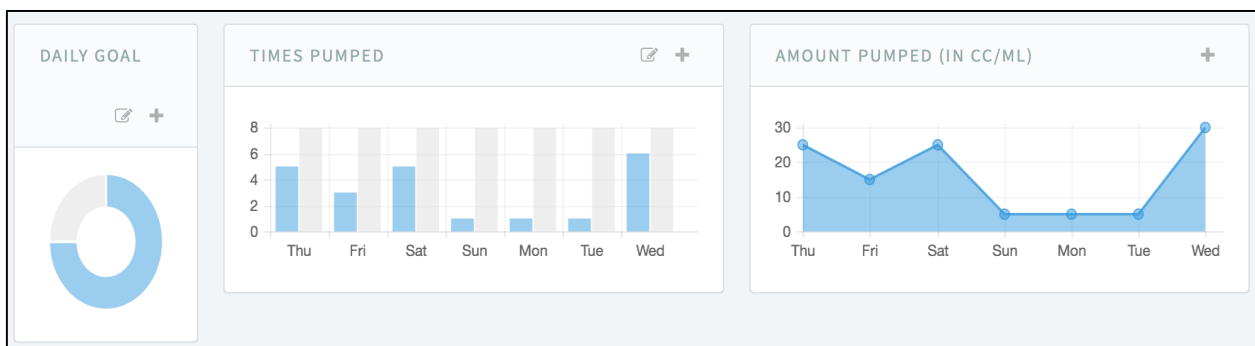 DAILY GOAL
TIMES PUMPED
8
6
4
2
0
Thu Fri Sat Sun Mon Tue Wed
AMOUNT PUMPED (IN CC/ML)
30
20
10
0
Thu Fri Sat Sun Mon Tue Wed